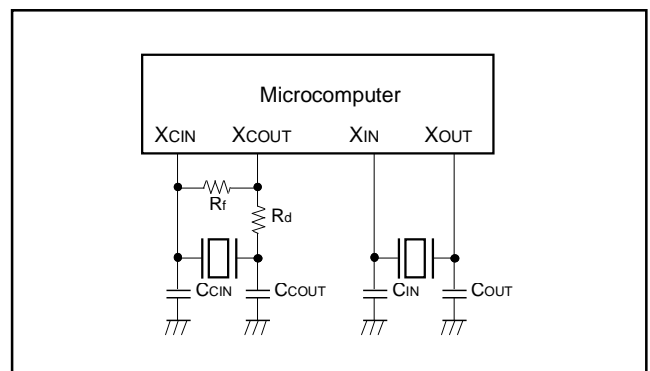 Microcomputer
XCIN XCOUT XIN XOUT
Rf
Rd
CCIN CCOUT CIN COUT